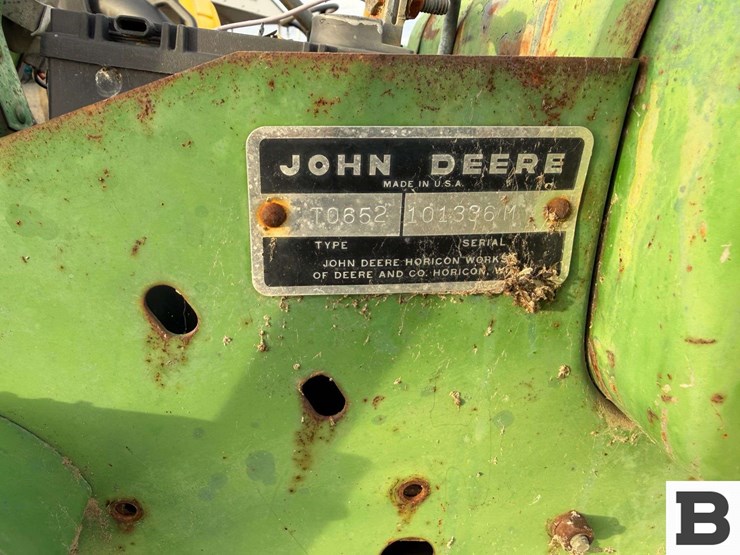 JOHN DEERE
MADE IN U.S.A.
T0652 101336M
TYPE SERIAL
JOHN DEERE HORICON WORKS
OF DEERE AND CO. HORICON, W
B